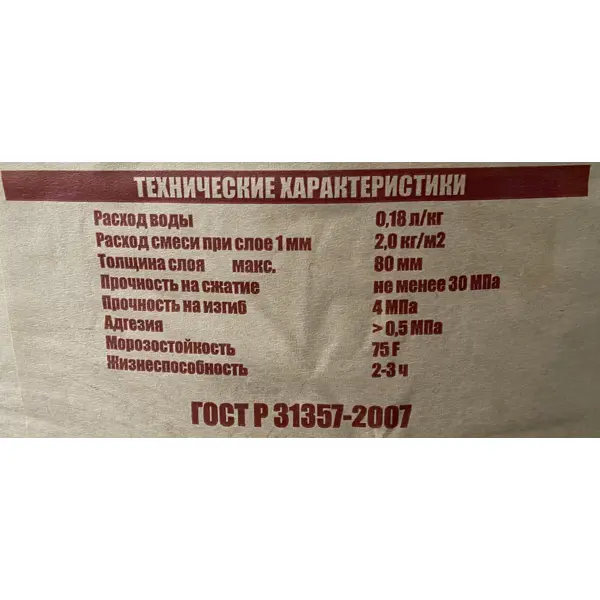 ТЕХНИЧЕСКИЕ ХАРАКТЕРИСТИКИ
Расход воды 0,18 л/кг
Расход смеси при слое 1 мм 2,0 кг/м2
Толщина слоя макс. 80 мм
Прочность на сжатие не менее 30 МПа
Прочность на изгиб 4 МПа
Адгезия > 0,5 МПа
Морозостойкость 75 F
Жизнеспособность 2-3 ч
ГОСТ Р 31357-2007